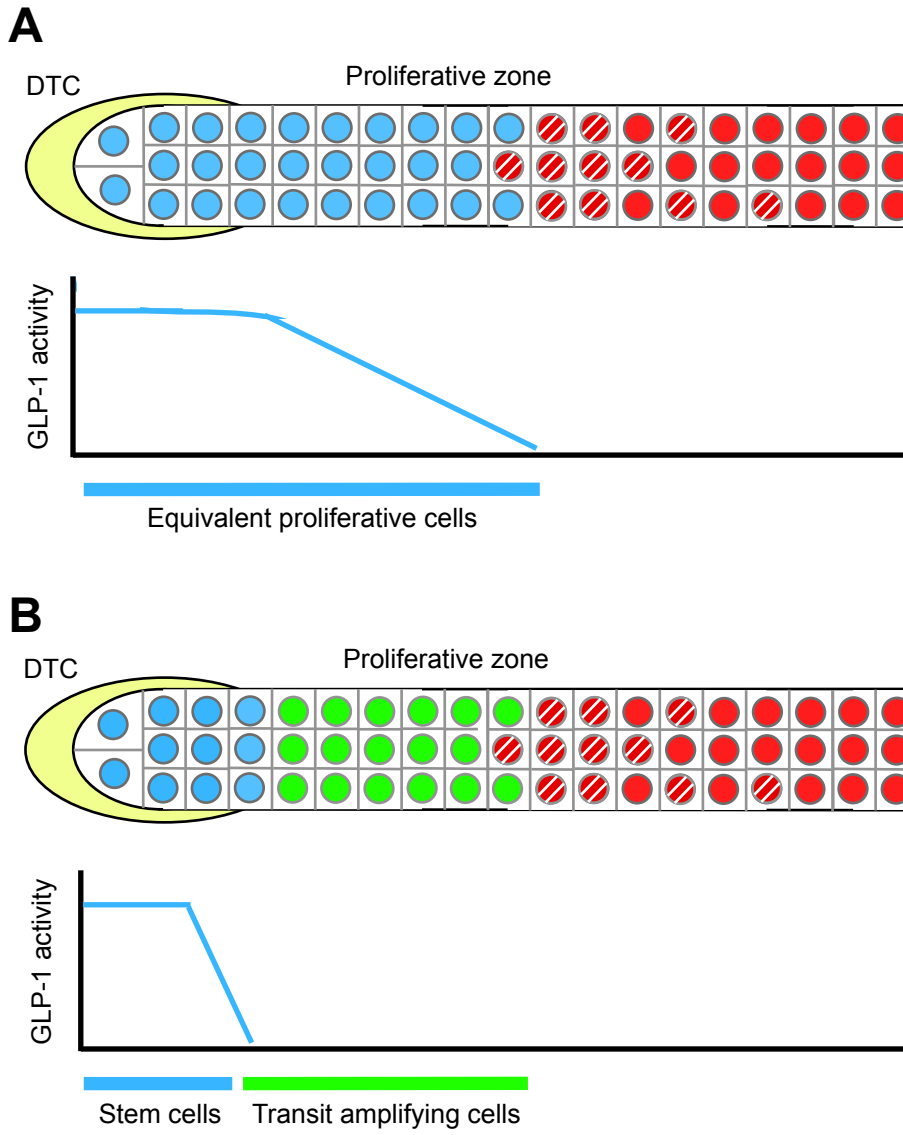 A
Proliferative zone
DTC
GLP-1 activity
Equivalent proliferative cells
B
Proliferative zone
DTC
GLP-1 activity
Stem cells
Transit amplifying cells